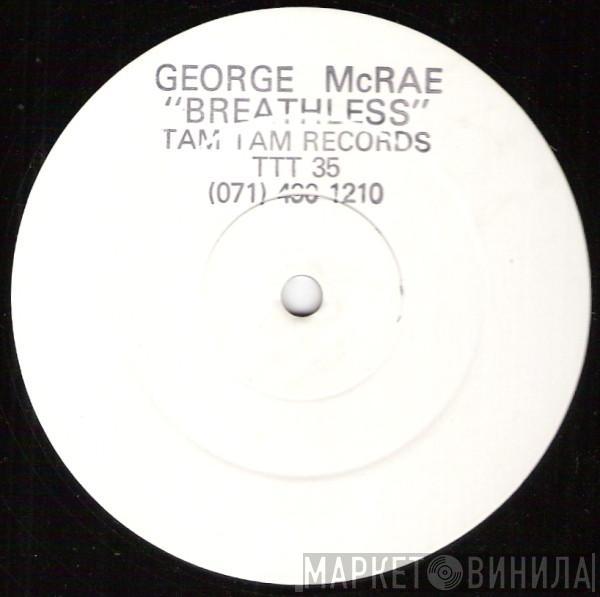 GEORGE McRAE
"BREATHLESS"
TAM TAM RECORDS
TTT 35
(071) 1210
МАРКЕТ ВИНИЛА